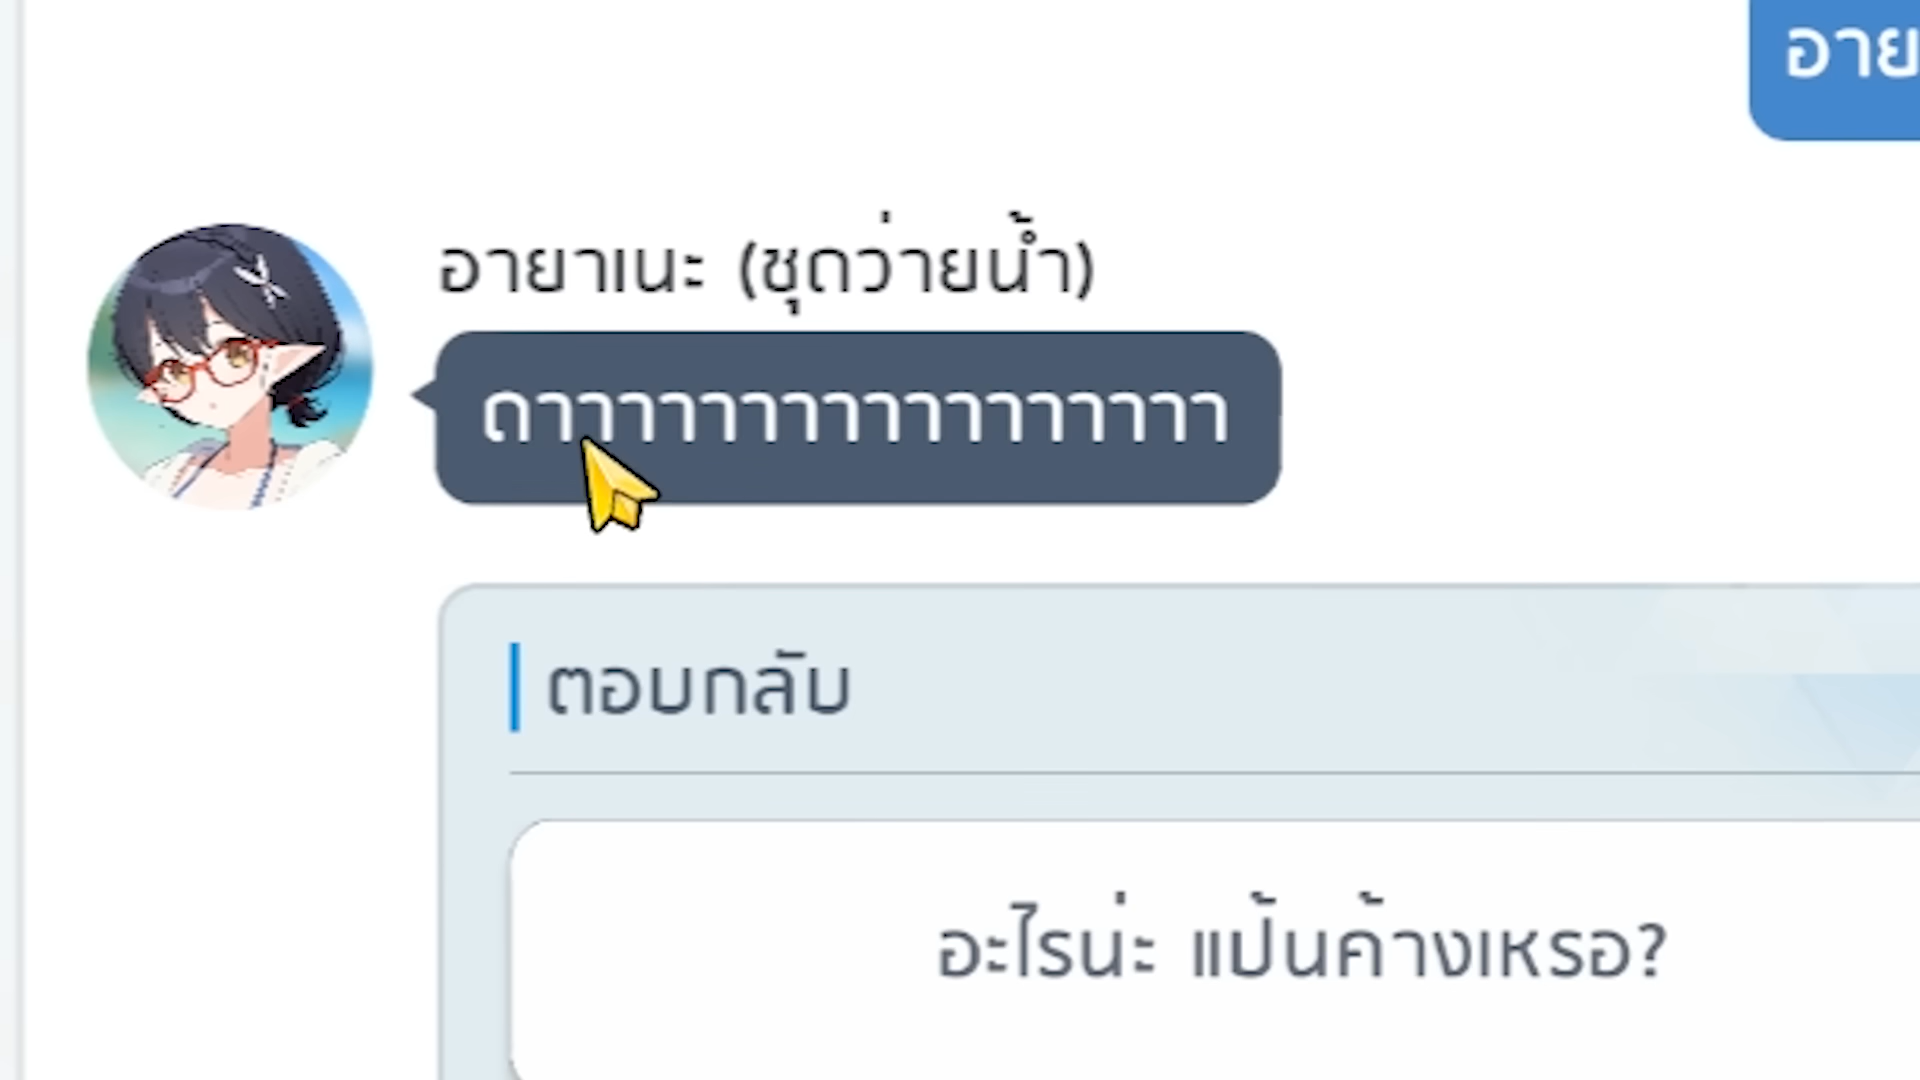 อาย
อายาเนะ (ชุดว่ายน้ำ)
ดาาาาาาาาาาาาาาาาา
ตอบกลับ
อะไรน่ะ แป้นค้างเหรอ?